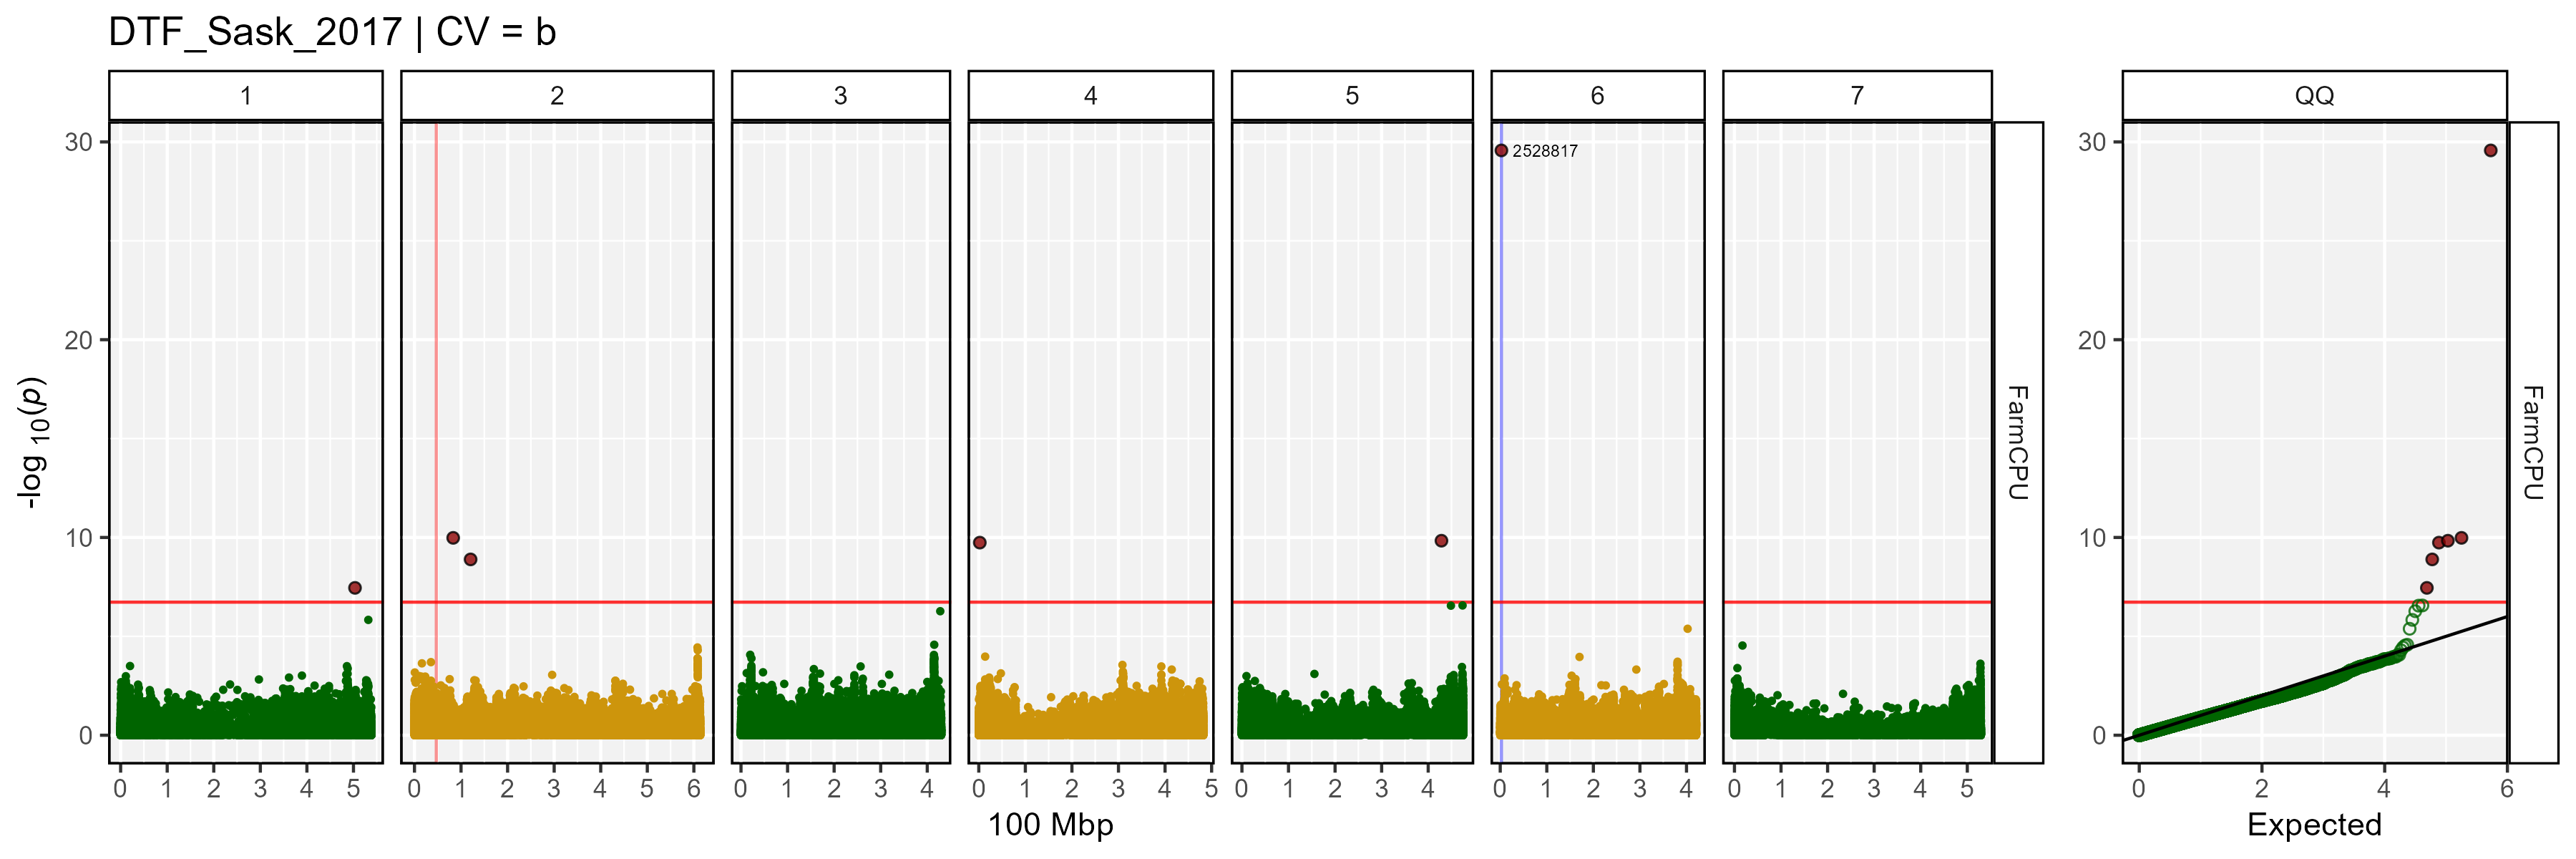 DTF_Sask_2017 | CV = b
1 2 3 4 5 6 7 QQ
30 30
2528817
20 20
-log 10(p)
FarmCPU FarmCPU
10 10
0 0
0 1 2 3 4 5 0 1 2 3 4 5 6 0 1 2 3 4 0 1 2 3 4 5 0 1 2 3 4 0 1 2 3 4 0 1 2 3 4 5 0 2 4 6
100 Mbp Expected